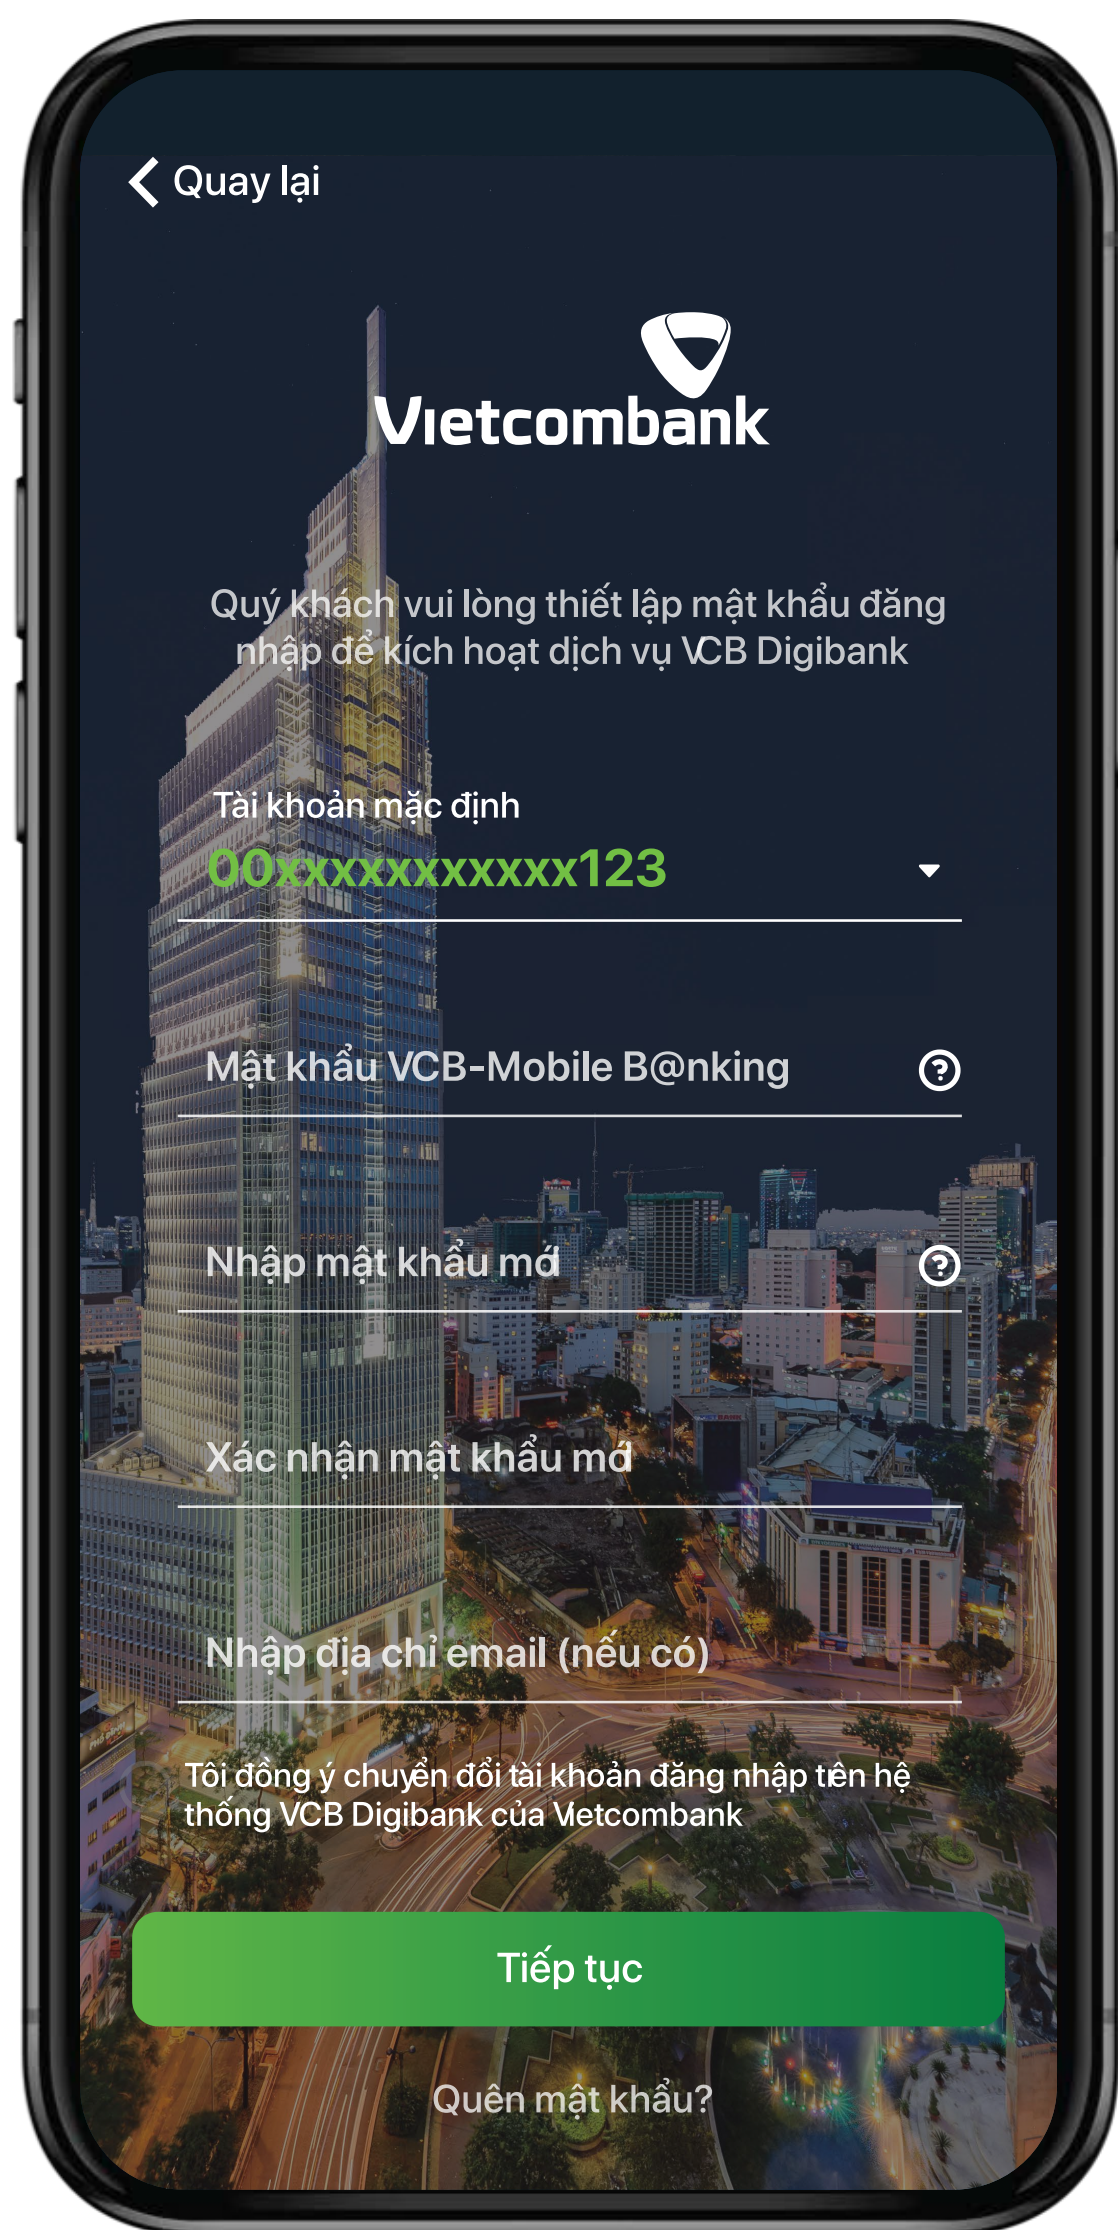 Quay lại
Vietcombank
Quý khách vui lòng thiết lập mật khẩu đăng
nhập để kích hoạt dịch vụ VCB Digibank
Tài khoản mặc định
00xxxxxxxxxxx123
Mật khẩu VCB-Mobile B@nking
Nhập mật khẩu mới
Xác nhận mật khẩu mới
Nhập địa chỉ email (nếu có)
Tôi đồng ý chuyển đổi tài khoản đăng nhập trên hệ
thống VCB Digibank của Vietcombank
Tiếp tục
Quên mật khẩu?